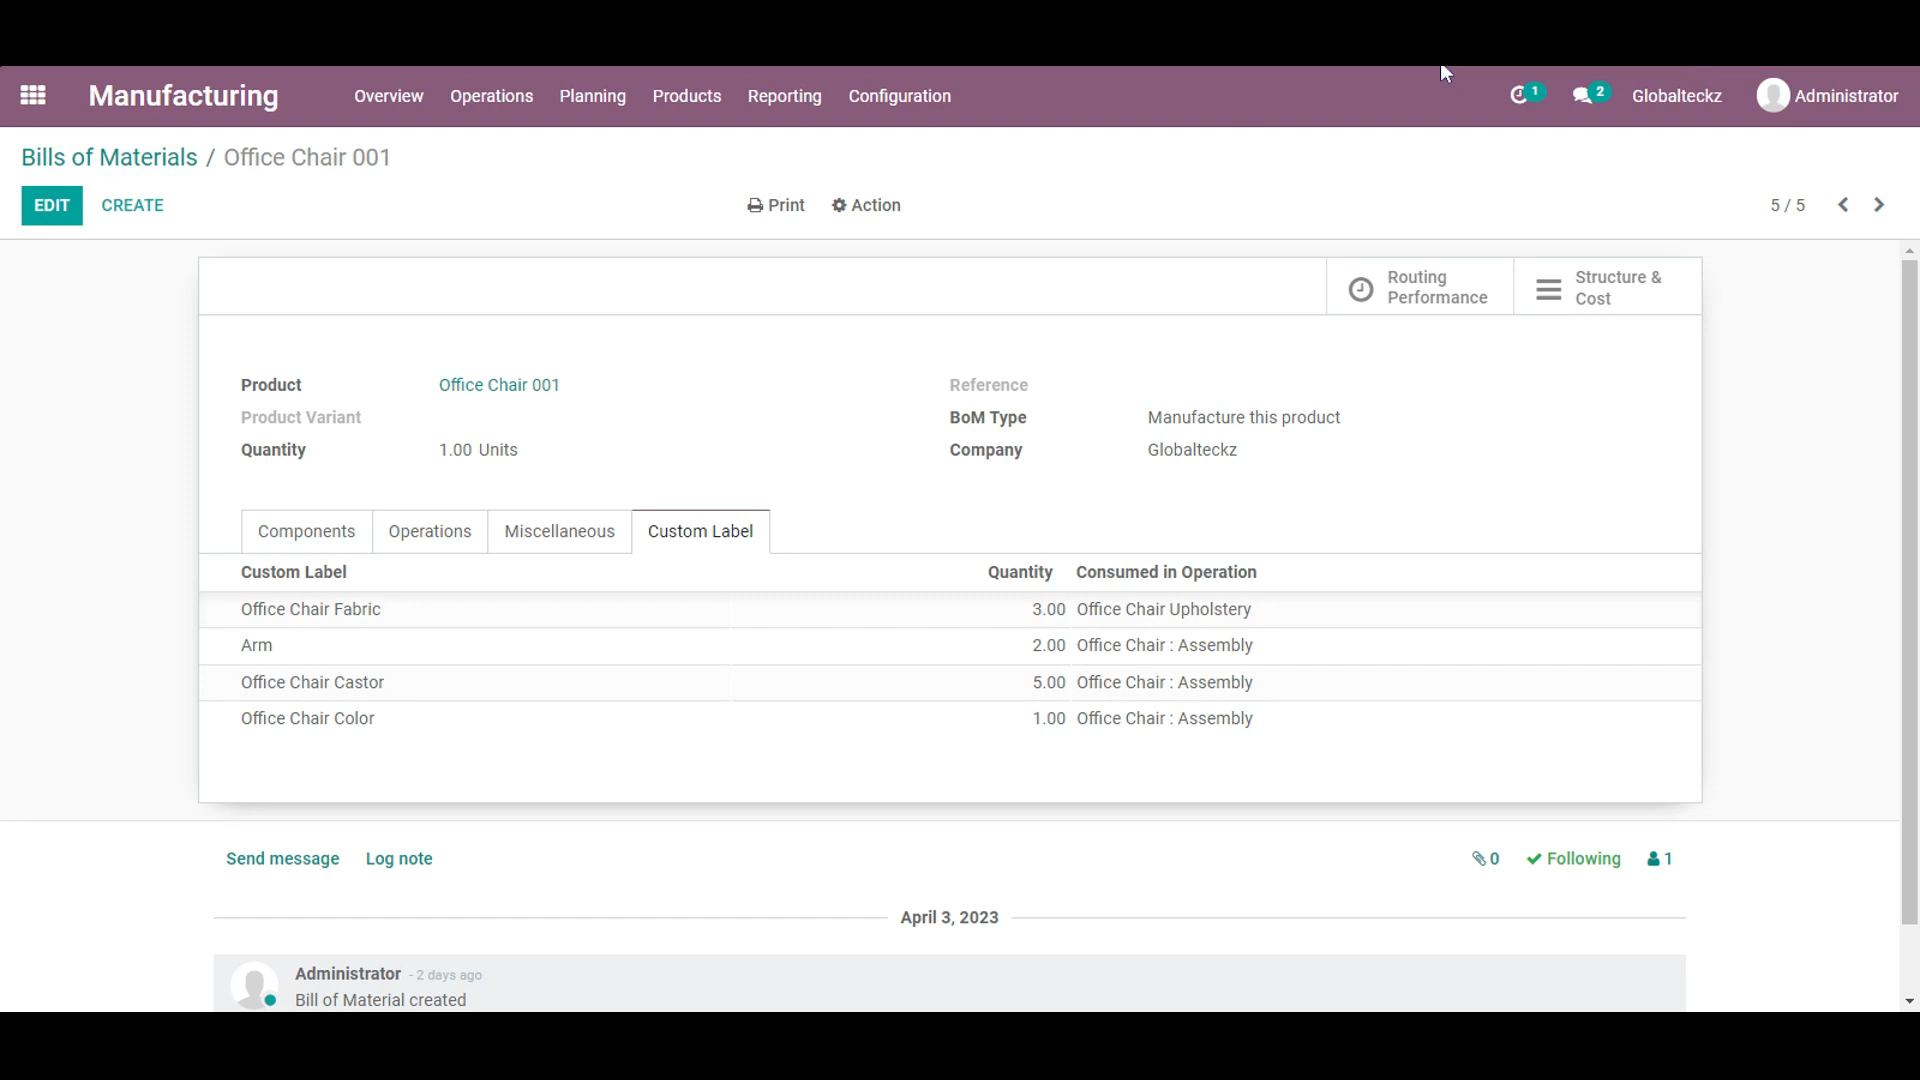 Manufacturing Overview Operations Planning Products Reporting Configuration 1 2 Globalteckz Administrator
Bills of Materials / Office Chair 001
EDIT CREATE Print Action 5 / 5
Routing Performance
Structure & Cost
Product Office Chair 001 Reference
Product Variant BoM Type Manufacture this product
Quantity 1.00 Units Company Globalteckz
Components Operations Miscellaneous Custom Label
Custom Label Quantity Consumed in Operation
Office Chair Fabric 3.00 Office Chair Upholstery
Arm 2.00 Office Chair : Assembly
Office Chair Castor 5.00 Office Chair : Assembly
Office Chair Color 1.00 Office Chair : Assembly
Send message Log note 0 Following 1
April 3, 2023
Administrator - 2 days ago
Bill of Material created